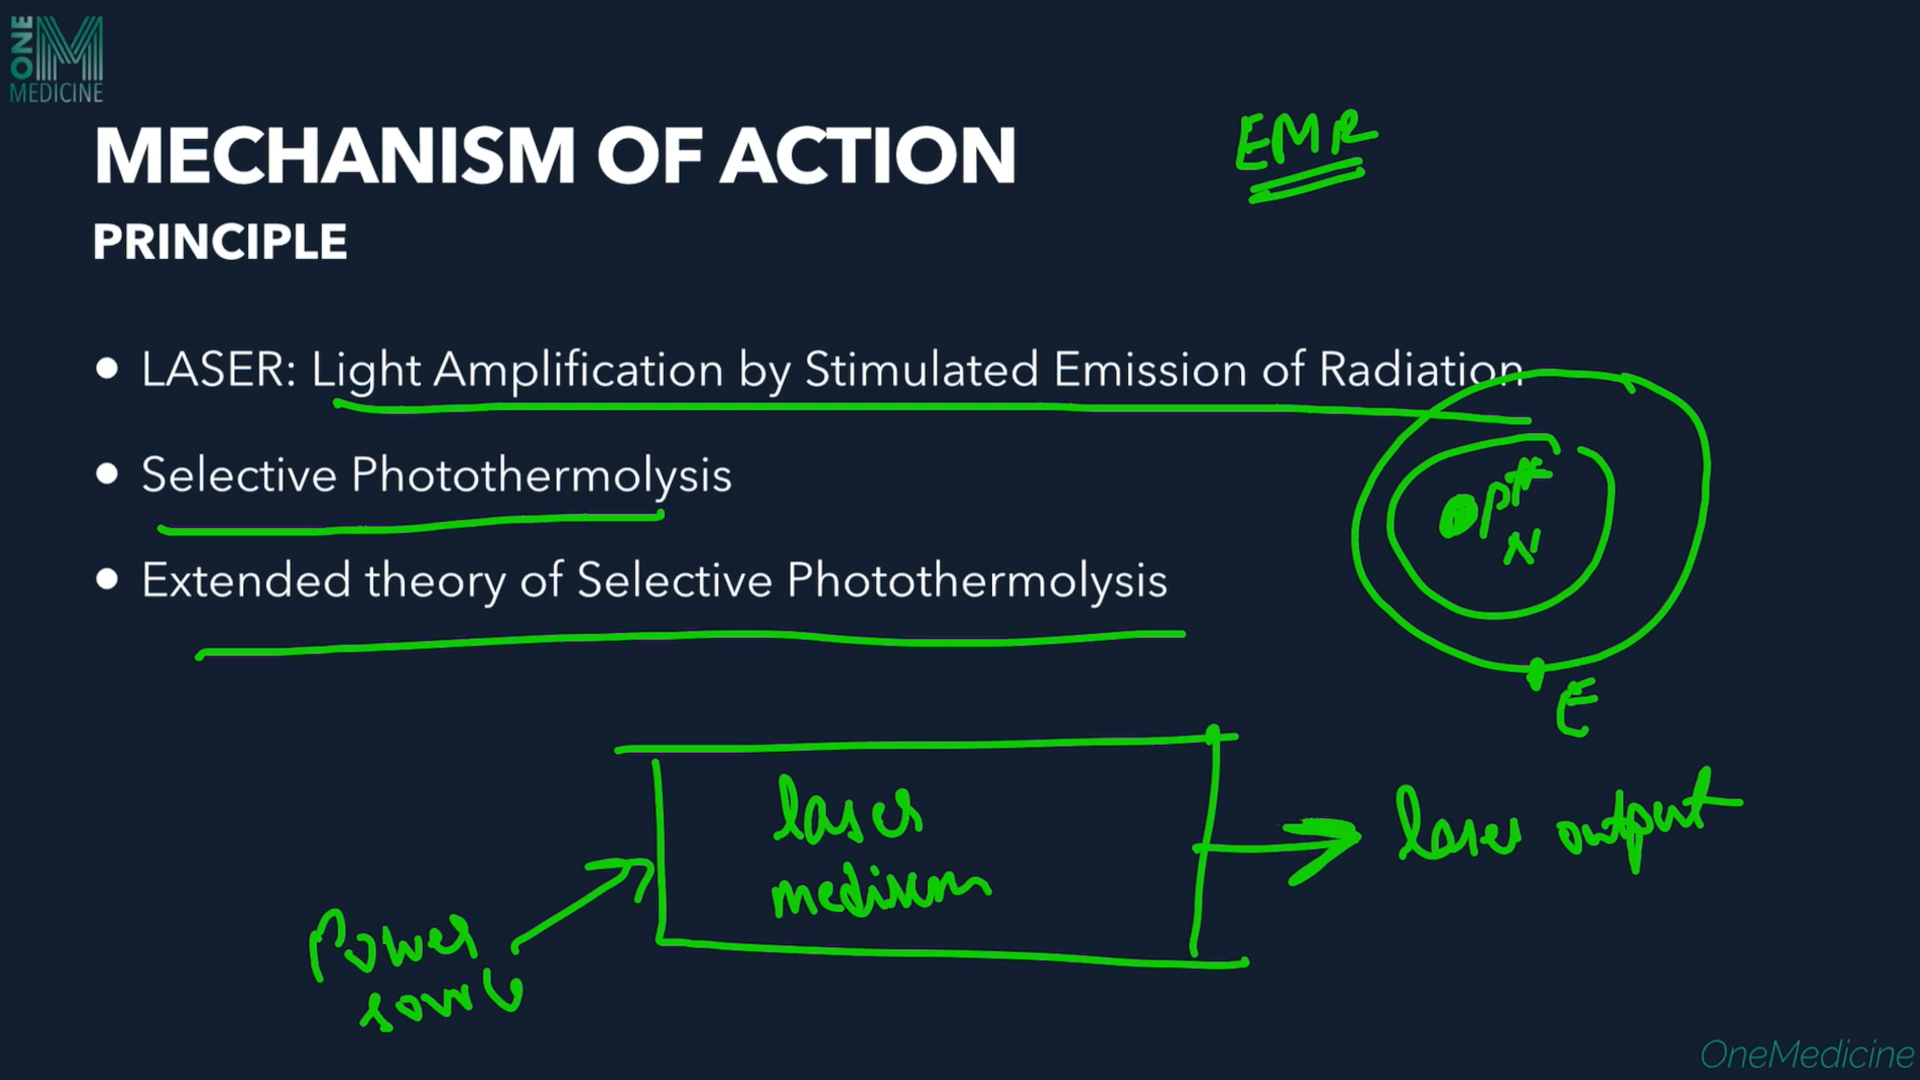 ONE
MEDICINE
MECHANISM OF ACTION
EMR
PRINCIPLE
• LASER: Light Amplification by Stimulated Emission of Radiation
• Selective Photothermolysis
• Extended theory of Selective Photothermolysis
N
E
laser
medium
laser output
Power
source
OneMedicine